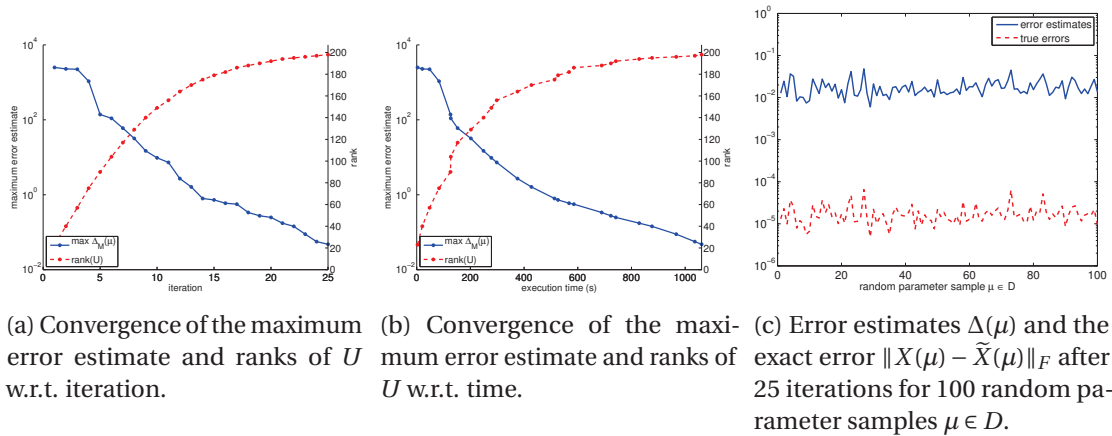 10^4
10^2
10^0
10^−2
maximum error estimate
0
5
10
15
20
25
iteration
200
180
160
140
120
100
80
60
40
20
0
rank
max Δ_M(μ)
rank(U)
10^4
10^2
10^0
10^−2
maximum error estimate
0
200
400
600
800
1000
execution time (s)
200
180
160
140
120
100
80
60
40
20
0
rank
max Δ_M(μ)
rank(U)
10^0
10^−1
10^−2
10^−3
10^−4
10^−5
10^−6
0
20
40
60
80
100
random parameter sample μ ∈ D
error estimates
true errors
(a) Convergence of the maximum
error estimate and ranks of U
w.r.t. iteration.
(b) Convergence of the maxi-
mum error estimate and ranks of
U w.r.t. time.
(c) Error estimates Δ(μ) and the
exact error ‖X(μ) − X̃(μ)‖_F after
25 iterations for 100 random pa-
rameter samples μ ∈ D.